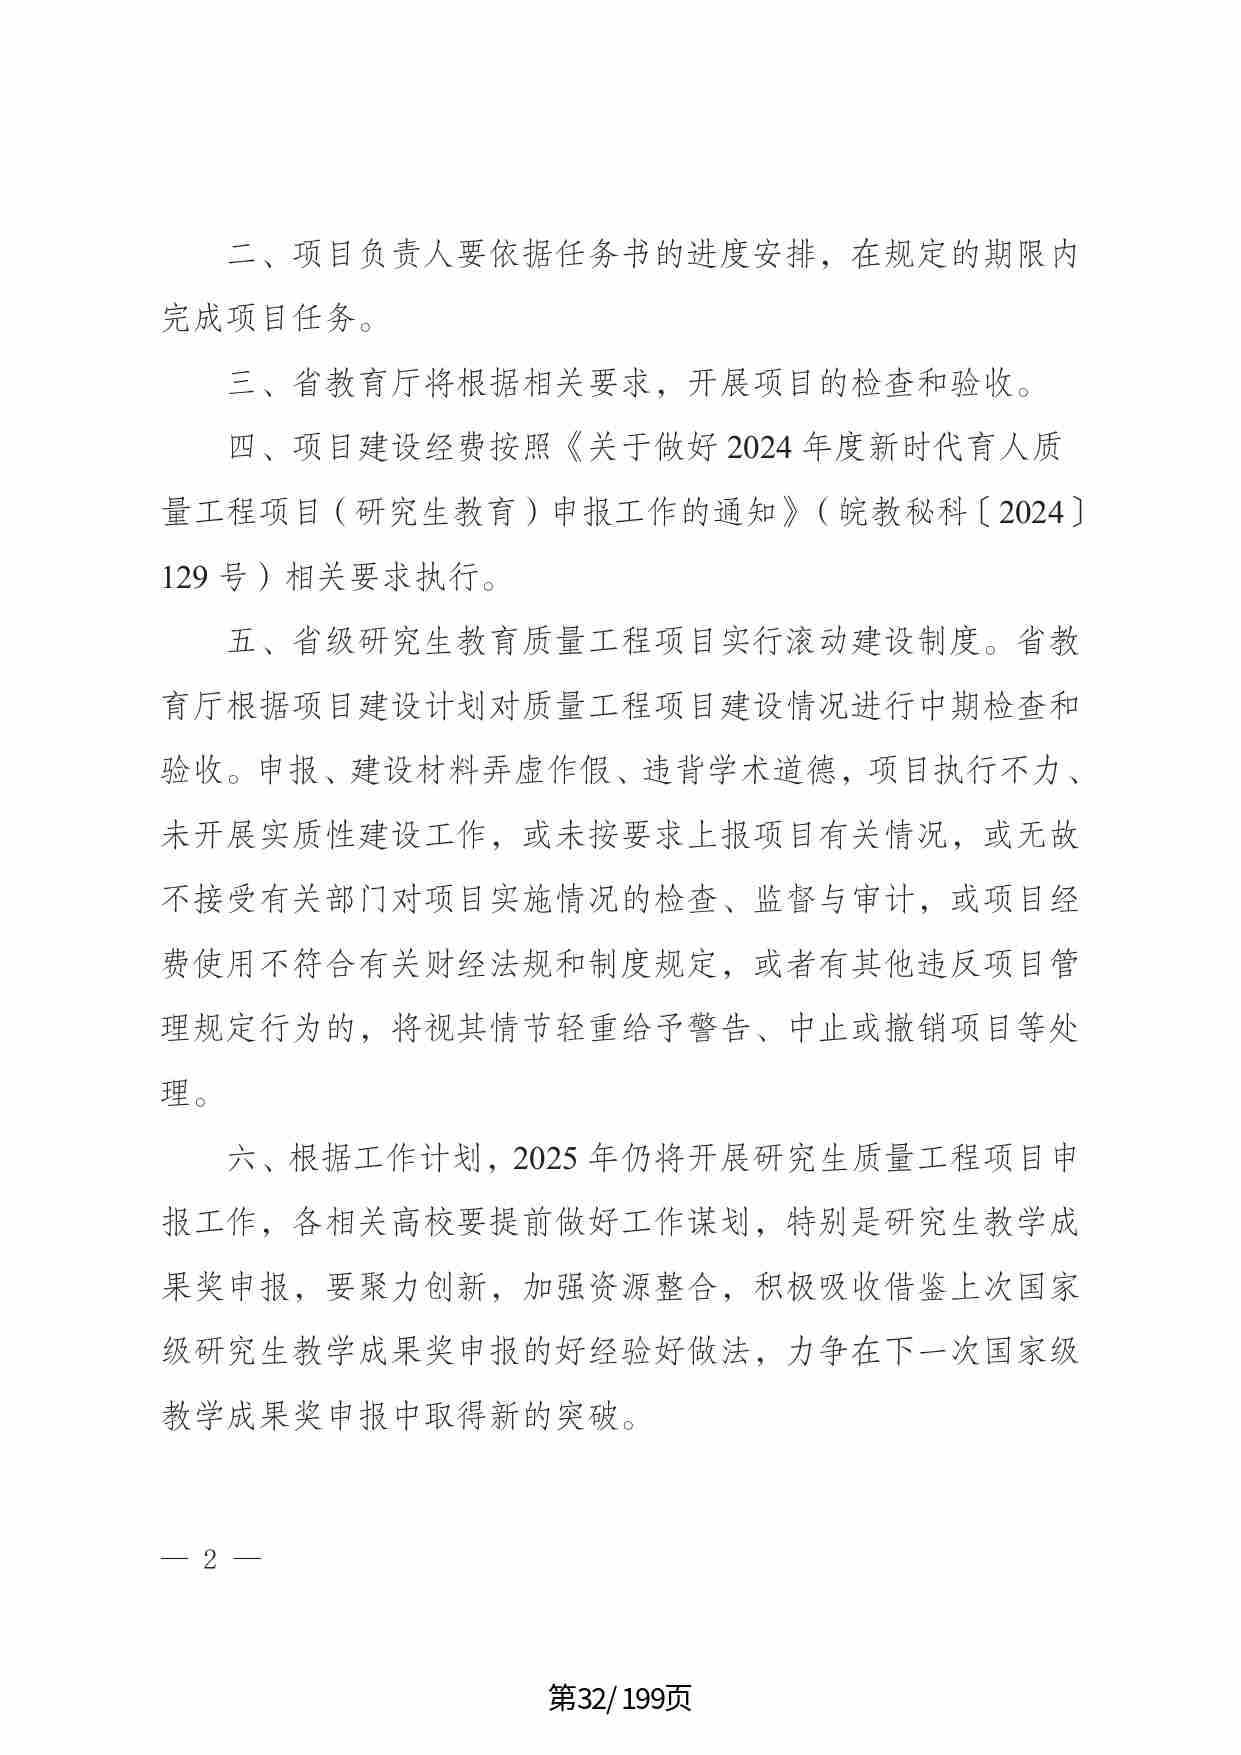 二、项目负责人要依据任务书的进度安排，在规定的期限内
完成项目任务。
三、省教育厅将根据相关要求，开展项目的检查和验收。
四、项目建设经费按照《关于做好 2024 年度新时代育人质
量工程项目（研究生教育）申报工作的通知》（皖教秘科〔2024〕
129 号）相关要求执行。
五、省级研究生教育质量工程项目实行滚动建设制度。省教
育厅根据项目建设计划对质量工程项目建设情况进行中期检查和
验收。申报、建设材料弄虚作假、违背学术道德，项目执行不力、
未开展实质性建设工作，或未按要求上报项目有关情况，或无故
不接受有关部门对项目实施情况的检查、监督与审计，或项目经
费使用不符合有关财经法规和制度规定，或者有其他违反项目管
理规定行为的，将视其情节轻重给予警告、中止或撤销项目等处
理。
六、根据工作计划，2025 年仍将开展研究生质量工程项目申
报工作，各相关高校要提前做好工作谋划，特别是研究生教学成
果奖申报，要聚力创新，加强资源整合，积极吸收借鉴上次国家
级研究生教学成果奖申报的好经验好做法，力争在下一次国家级
教学成果奖申报中取得新的突破。
— 2 —
第32/199页